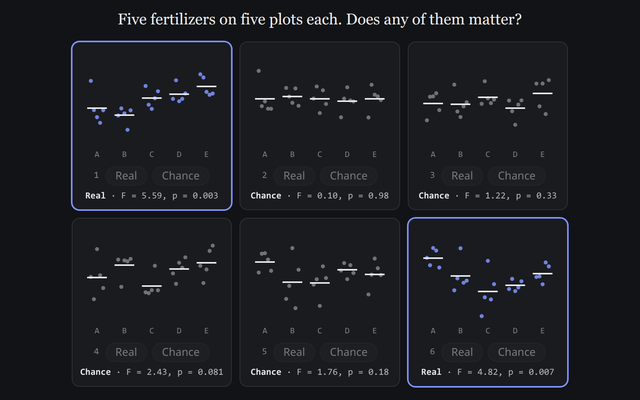 Five fertilizers on five plots each. Does any of them matter?
A B C D E
1 Real Chance
Real · F = 5.59, p = 0.003
A B C D E
2 Real Chance
Chance · F = 0.10, p = 0.98
A B C D E
3 Real Chance
Chance · F = 1.22, p = 0.33
A B C D E
4 Real Chance
Chance · F = 2.43, p = 0.081
A B C D E
5 Real Chance
Chance · F = 1.76, p = 0.18
A B C D E
6 Real Chance
Real · F = 4.82, p = 0.007